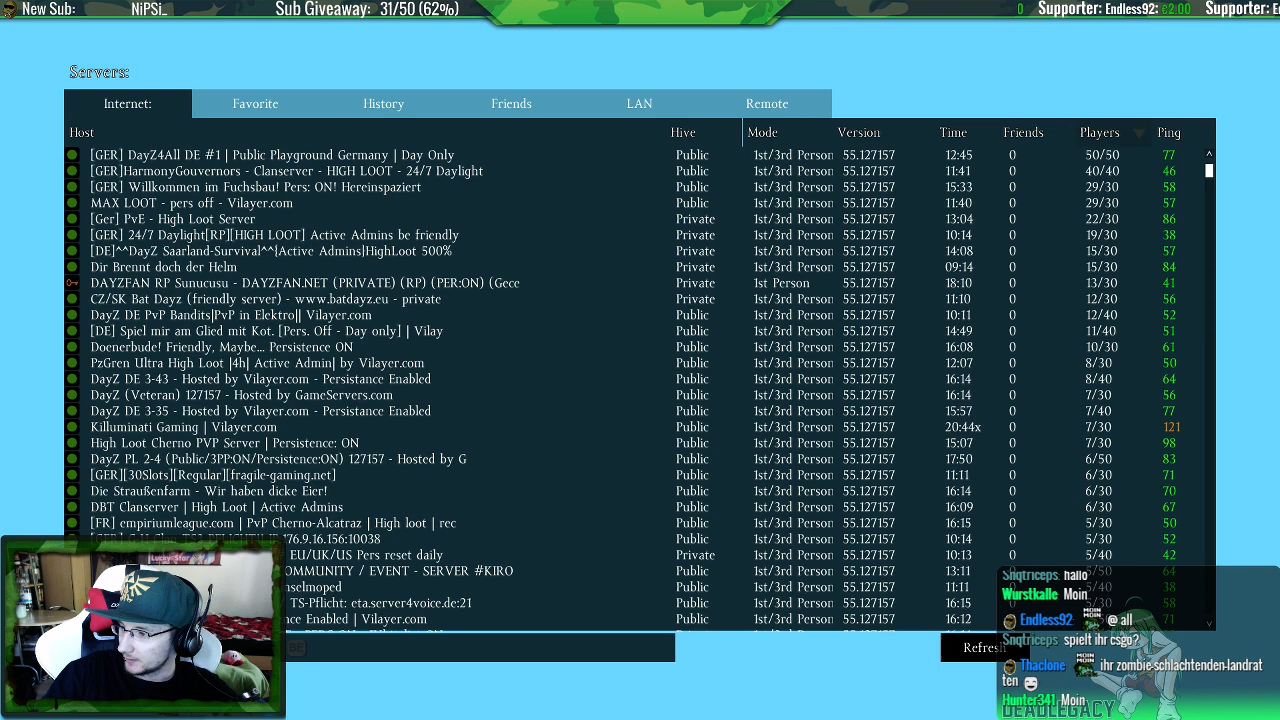 New Sub: NiPSi_ Sub Giveaway: 31/50 (62%) 0 Supporter: Endless92: €2.00 Supporter: En
Servers:
Internet: Favorite History Friends LAN Remote
Host Hive Mode Version Time Friends Players Ping
[GER] DayZ4All DE #1 | Public Playground Germany | Day Only Public 1st/3rd Person 55.127157 12:45 0 50/50 77
[GER]HarmonyGouvernors - Clanserver - HIGH LOOT - 24/7 Daylight Public 1st/3rd Person 55.127157 11:41 0 40/40 46
[GER] Willkommen im Fuchsbau! Pers: ON! Hereinspaziert Public 1st/3rd Person 55.127157 15:33 0 29/30 58
MAX LOOT - pers off - Vilayer.com Public 1st/3rd Person 55.127157 11:40 0 29/30 57
[Ger] PvE - High Loot Server Private 1st/3rd Person 55.127157 13:04 0 22/30 86
[GER] 24/7 Daylight[RP][HIGH LOOT] Active Admins be friendly Private 1st/3rd Person 55.127157 10:14 0 19/30 38
[DE]^^DayZ Saarland-Survival^^|Active Admins|HighLoot 500% Private 1st/3rd Person 55.127157 14:08 0 15/30 57
Dir Brennt doch der Helm Private 1st/3rd Person 55.127157 09:14 0 15/30 84
DAYZFAN RP Sunucusu - DAYZFAN.NET (PRIVATE) (RP) (PER:ON) (Gece Private 1st Person 55.127157 18:10 0 13/30 41
CZ/SK Bat Dayz (friendly server) - www.batdayz.eu - private Private 1st/3rd Person 55.127157 11:10 0 12/30 56
DayZ DE PvP Bandits|PvP in Elektro|| Vilayer.com Public 1st/3rd Person 55.127157 10:11 0 12/40 52
[DE] Spiel mir am Glied mit Kot. [Pers. Off - Day only] | Vilay Public 1st/3rd Person 55.127157 14:49 0 11/40 51
Doenerbude! Friendly, Maybe... Persistence ON Public 1st/3rd Person 55.127157 16:08 0 10/30 61
PzGren Ultra High Loot |4h| Active Admin| by Vilayer.com Public 1st/3rd Person 55.127157 12:07 0 8/30 50
DayZ DE 3-43 - Hosted by Vilayer.com - Persistance Enabled Public 1st/3rd Person 55.127157 16:14 0 8/40 64
DayZ (Veteran) 127157 - Hosted by GameServers.com Public 1st/3rd Person 55.127157 16:14 0 7/30 56
DayZ DE 3-35 - Hosted by Vilayer.com - Persistance Enabled Public 1st/3rd Person 55.127157 15:57 0 7/40 77
Killuminati Gaming | Vilayer.com Public 1st/3rd Person 55.127157 20:44x 0 7/30 121
High Loot Cherno PVP Server | Persistence: ON Public 1st/3rd Person 55.127157 15:07 0 7/30 98
DayZ PL 2-4 (Public/3PP:ON/Persistence:ON) 127157 - Hosted by G Public 1st/3rd Person 55.127157 17:50 0 6/50 83
[GER][30Slots][Regular][fragile-gaming.net] Public 1st/3rd Person 55.127157 11:11 0 6/30 71
Die Straußenfarm - Wir haben dicke Eier! Public 1st/3rd Person 55.127157 16:14 0 6/30 70
DBT Clanserver | High Loot | Active Admins Public 1st/3rd Person 55.127157 16:09 0 6/30 67
[FR] empiriumleague.com | PvP Cherno-Alcatraz | High loot | rec Public 1st/3rd Person 55.127157 16:15 0 5/30 50
176.9.16.156:10038 Public 1st/3rd Person 55.127157 10:14 0 5/30 52
EU/UK/US Pers reset daily Private 1st/3rd Person 55.127157 10:13 0 5/40 42
OMMUNITY / EVENT - SERVER #KIRO Public 1st/3rd Person 55.127157 13:11 0 5/50 64
nselmoped Public 1st/3rd Person 55.127157 11:11 0 5/40 38
TS-Pflicht: eta.server4voice.de:21 Public 1st/3rd Person 55.127157 16:15 0 5/30 58
Enabled | Vilayer.com Public 1st/3rd Person 55.127157 16:12 71
Refresh
Snqtriceps: hallo
Wurstkalle: Moin
Endless92: @ all
Snqtriceps: spielt ihr csgo?
Thaclone: ihr zombie-schlachtenden-landrat
ten
Hunter341: Moin
DEADLEGACY